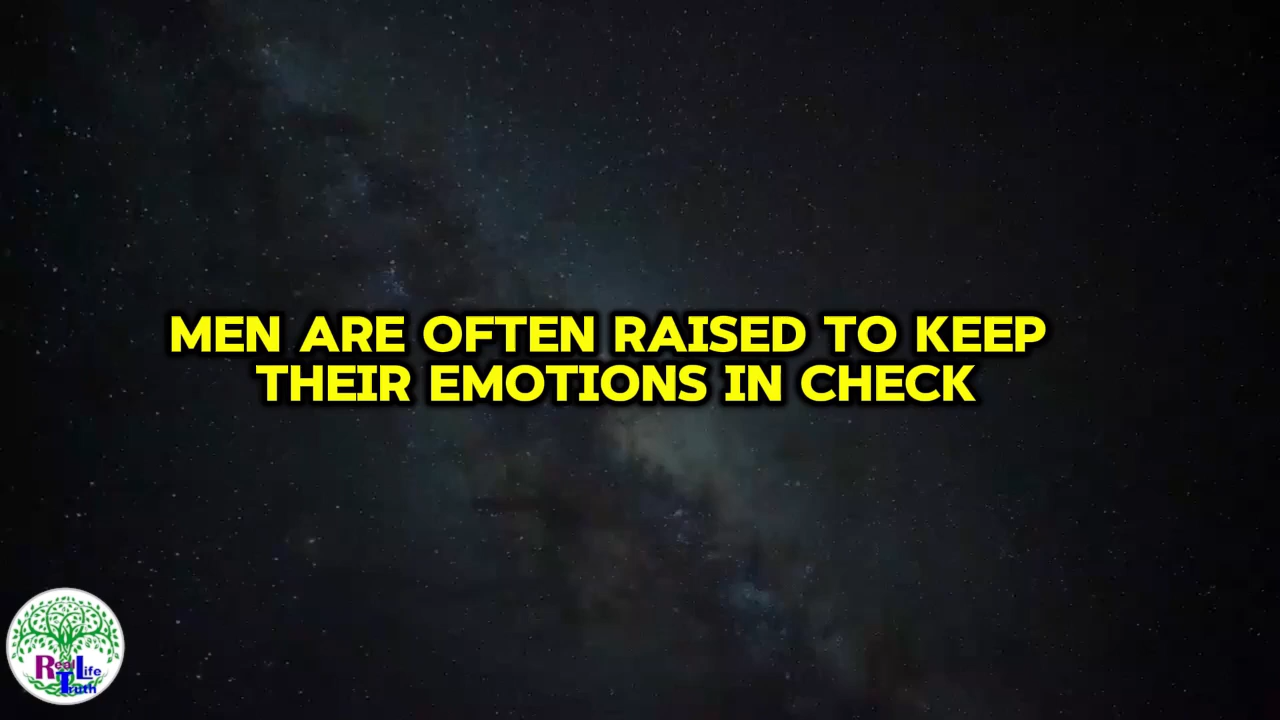 MEN ARE OFTEN RAISED TO KEEP
THEIR EMOTIONS IN CHECK
Real
Life
Truth